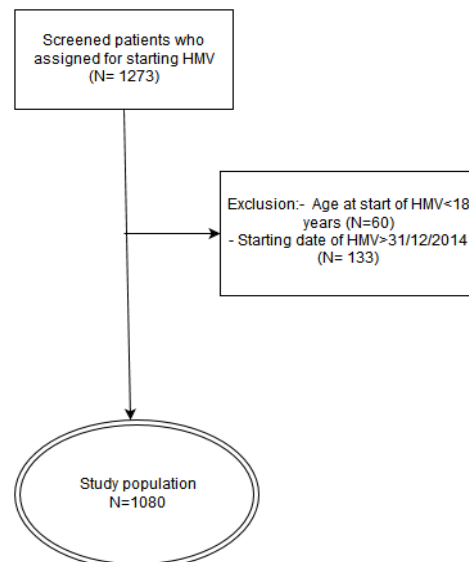 Screened patients who
assigned for starting HMV
(N= 1273)
Exclusion:- Age at start of HMV<18
years (N=60)
- Starting date of HMV>31/12/2014
(N= 133)
Study population
N=1080